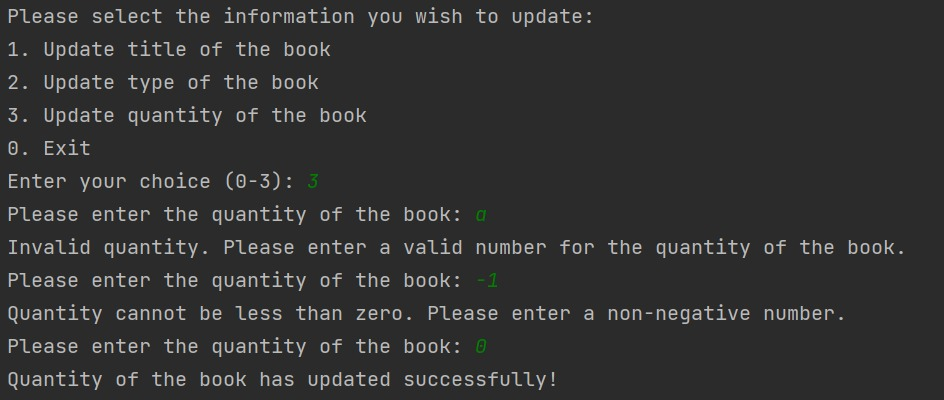 Please select the information you wish to update:
1. Update title of the book
2. Update type of the book
3. Update quantity of the book
0. Exit
Enter your choice (0-3): 3
Please enter the quantity of the book: a
Invalid quantity. Please enter a valid number for the quantity of the book.
Please enter the quantity of the book: -1
Quantity cannot be less than zero. Please enter a non-negative number.
Please enter the quantity of the book: 0
Quantity of the book has updated successfully!